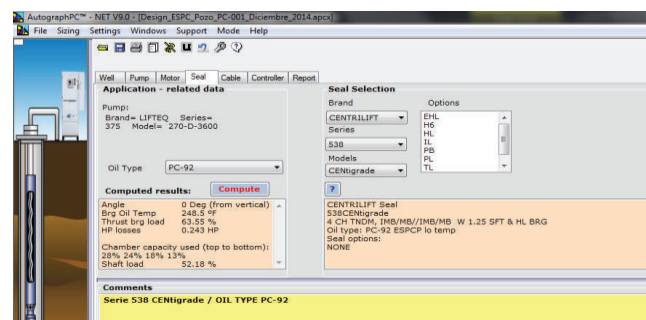 AutographPC™ - .NET V9.0 - [Design_ESPC_Pozo_PC-001_Diciembre_2014.apcx]
File Sizing Settings Windows Support Mode Help
Well Pump Motor Seal Cable Controller Report
Application - related data
Pump:
Brand= LIFTEQ Series=
375 Model= 270-D-3600
Oil Type PC-92
Computed results: Compute
Angle 0 Deg (from vertical)
Brg Oil Temp 248.5 ºF
Thrust brg load 63.55 %
HP losses 0.243 HP
Chamber capacity used (top to bottom):
28% 24% 18% 13%
Shaft load 52.18 %
Seal Selection
Brand Options
CENTRILIFT
Series
538
Models
CENtigrade
EHL
H6
HL
IL
PB
PL
TL
?
CENTRILIFT Seal
538CENtigrade
4 CH TNDM, IMB/MB//IMB/MB W 1.25 SFT & HL BRG
Oil type: PC-92 ESPCP lo temp
Seal options:
NONE
Comments
Serie 538 CENtigrade / OIL TYPE PC-92